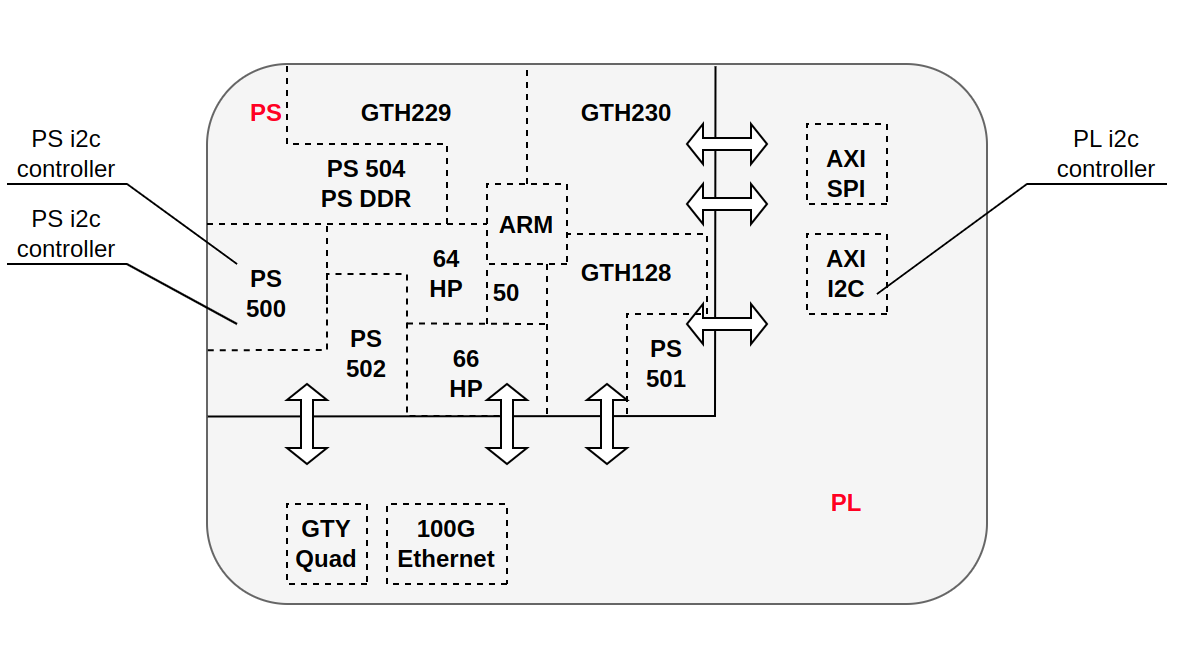 PS i2c
controller
PS i2c
controller
PS
GTH229
GTH230
PS 504
PS DDR
ARM
64
HP
50
GTH128
PS
500
PS
502
66
HP
PS
501
AXI
SPI
AXI
I2C
PL i2c
controller
PL
GTY
Quad
100G
Ethernet